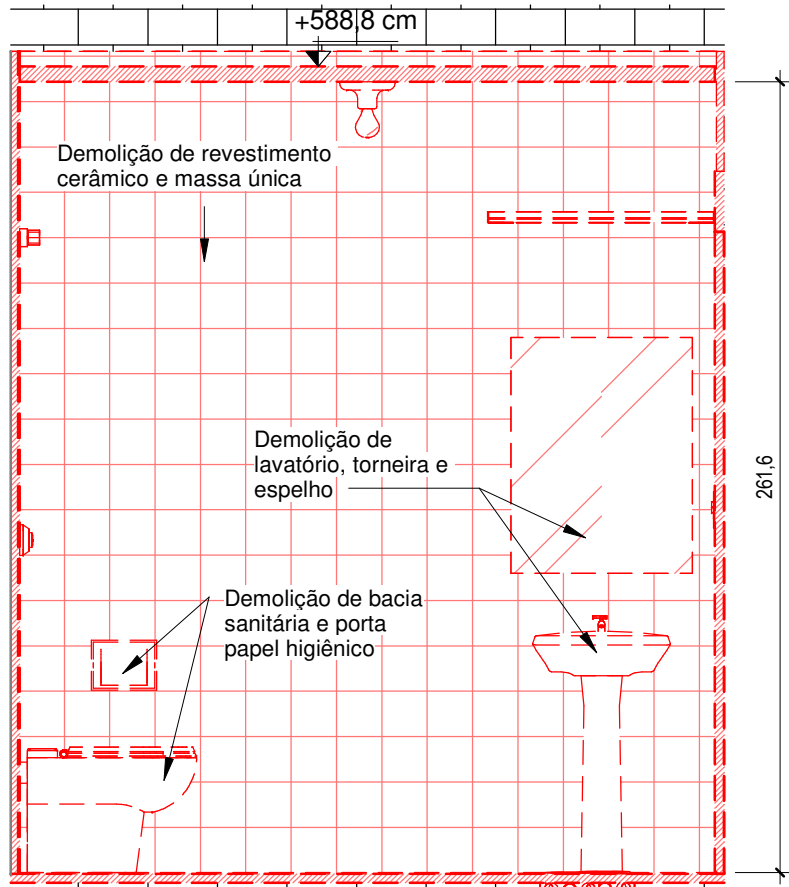 +588,8 cm
Demolição de revestimento
cerâmico e massa única
Demolição de
lavatório, torneira e
espelho
261,6
Demolição de bacia
sanitária e porta
papel higiênico